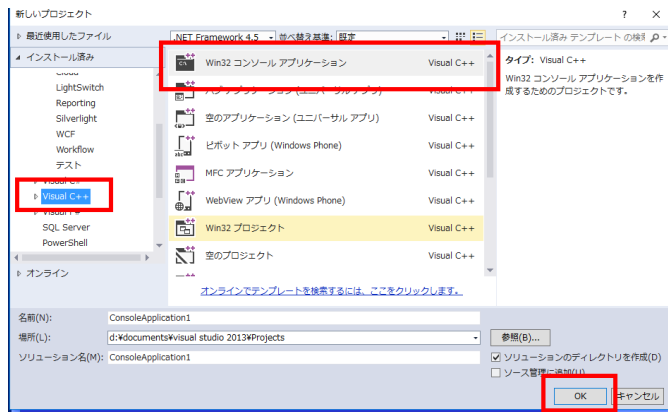 新しいプロジェクト
? ×
最近使用したファイル
.NET Framework 4.5 並べ替え基準: 既定
インストール済み テンプレート の検索
インストール済み
LightSwitch
Reporting
Silverlight
WCF
Workflow
テスト
Visual C++
SQL Server
PowerShell
オンライン
Win32 コンソール アプリケーション Visual C++
Visual C++
空のアプリケーション (ユニバーサル アプリ) Visual C++
ピボット アプリ (Windows Phone) Visual C++
MFC アプリケーション Visual C++
WebView アプリ (Windows Phone) Visual C++
Win32 プロジェクト Visual C++
空のプロジェクト Visual C++
オンラインでテンプレートを検索するには、ここをクリックします。
タイプ: Visual C++
Win32 コンソール アプリケーションを作
成するためのプロジェクトです。
名前(N): ConsoleApplication1
場所(L): d:¥documents¥visual studio 2013¥Projects 参照(B)...
ソリューション名(M): ConsoleApplication1
ソリューションのディレクトリを作成(D)
ソース管理に追加(U)
OK キャンセル